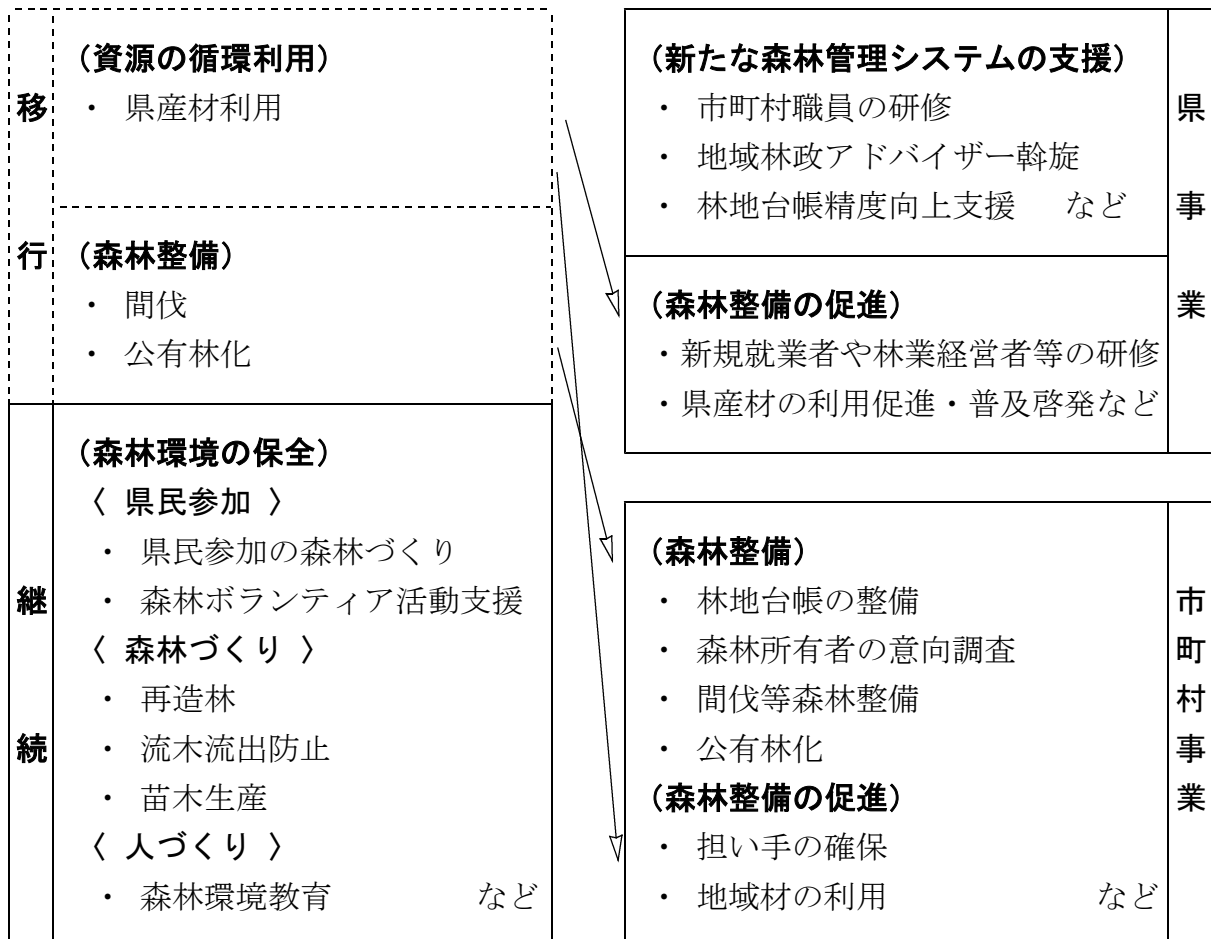 移行
（資源の循環利用）
・ 県産材利用
（森林整備）
・ 間伐
・ 公有林化
継続
（森林環境の保全）
〈 県民参加 〉
・ 県民参加の森林づくり
・ 森林ボランティア活動支援
〈 森林づくり 〉
・ 再造林
・ 流木流出防止
・ 苗木生産
〈 人づくり 〉
・ 森林環境教育 など
（新たな森林管理システムの支援）
・ 市町村職員の研修
・ 地域林政アドバイザー斡旋
・ 林地台帳精度向上支援 など
（森林整備の促進）
・新規就業者や林業経営者等の研修
・県産材の利用促進・普及啓発など
県事業
（森林整備）
・ 林地台帳の整備
・ 森林所有者の意向調査
・ 間伐等森林整備
・ 公有林化
（森林整備の促進）
・ 担い手の確保
・ 地域材の利用 など
市町村事業